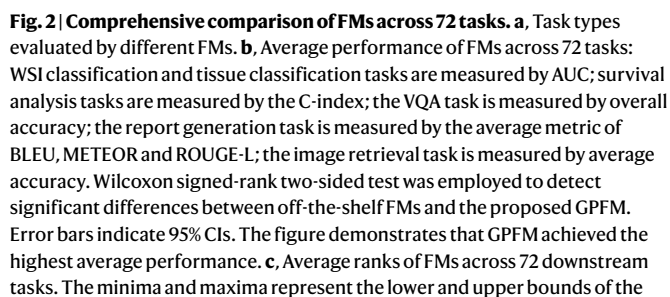 Fig. 2 | Comprehensive comparison of FMs across 72 tasks. a, Task types
evaluated by different FMs. b, Average performance of FMs across 72 tasks:
WSI classification and tissue classification tasks are measured by AUC; survival
analysis tasks are measured by the C-index; the VQA task is measured by overall
accuracy; the report generation task is measured by the average metric of
BLEU, METEOR and ROUGE-L; the image retrieval task is measured by average
accuracy. Wilcoxon signed-rank two-sided test was employed to detect
significant differences between off-the-shelf FMs and the proposed GPFM.
Error bars indicate 95% CIs. The figure demonstrates that GPFM achieved the
highest average performance. c, Average ranks of FMs across 72 downstream
tasks. The minima and maxima represent the lower and upper bounds of the